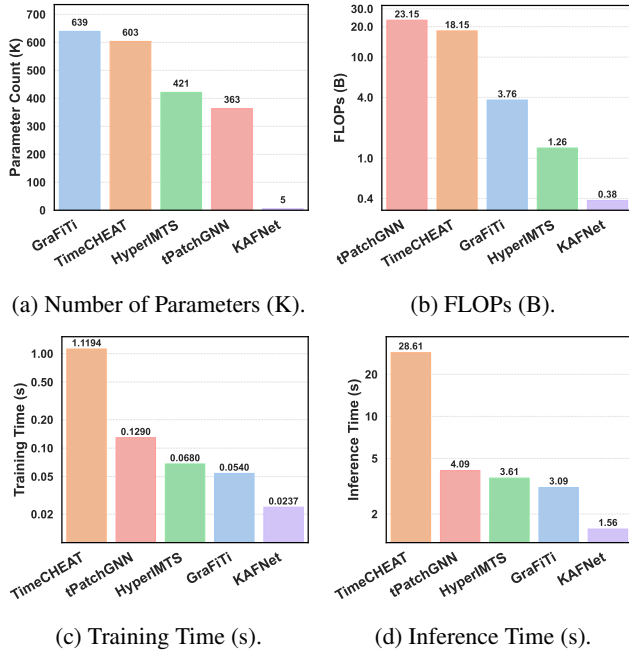 Parameter Count (K)
700
600
500
400
300
200
100
0
639
603
421
363
5
GraFiTi
TimeCHEAT
HyperIMTS
tPatchGNN
KAFNet
(a) Number of Parameters (K).
FLOPs (B)
30.0
20.0
10.0
4.0
1.0
0.4
23.15
18.15
3.76
1.26
0.38
tPatchGNN
TimeCHEAT
GraFiTi
HyperIMTS
KAFNet
(b) FLOPs (B).
Training Time (s)
1.00
0.50
0.20
0.10
0.05
0.02
1.1194
0.1290
0.0680
0.0540
0.0237
TimeCHEAT
tPatchGNN
HyperIMTS
GraFiTi
KAFNet
(c) Training Time (s).
Inference Time (s)
20
10
5
2
28.61
4.09
3.61
3.09
1.56
TimeCHEAT
tPatchGNN
HyperIMTS
GraFiTi
KAFNet
(d) Inference Time (s).